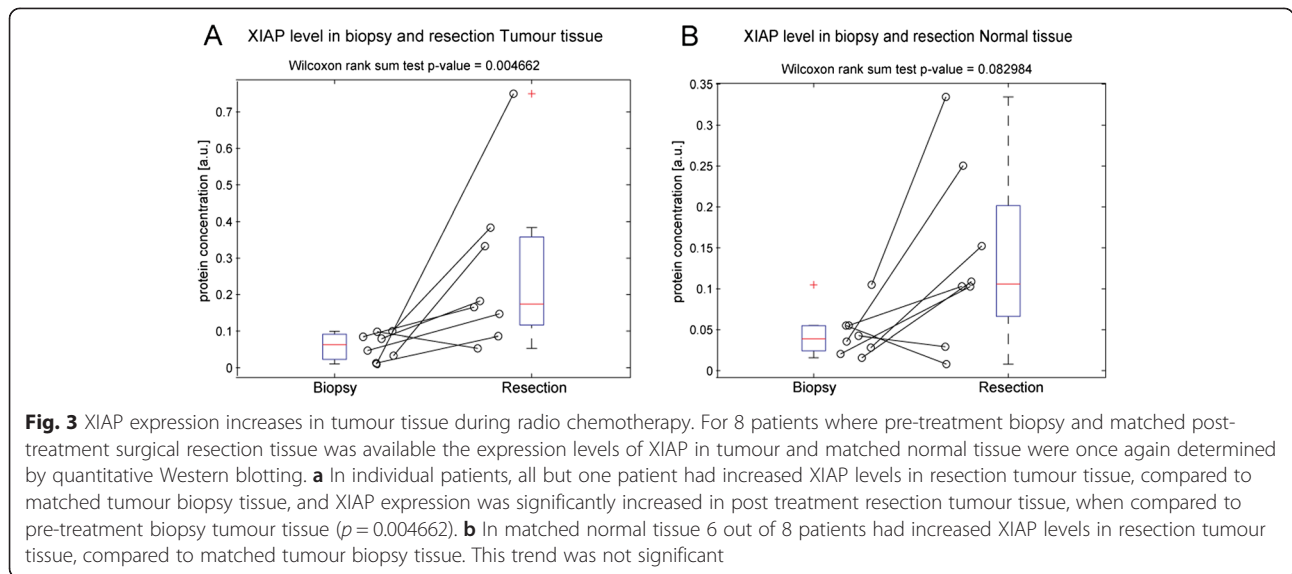 A XIAP level in biopsy and resection Tumour tissue
Wilcoxon rank sum test p-value = 0.004662
protein concentration [a.u.]
0.7
0.6
0.5
0.4
0.3
0.2
0.1
0
Biopsy
Resection
B XIAP level in biopsy and resection Normal tissue
Wilcoxon rank sum test p-value = 0.082984
protein concentration [a.u.]
0.35
0.3
0.25
0.2
0.15
0.1
0.05
0
Biopsy
Resection
Fig. 3 XIAP expression increases in tumour tissue during radio chemotherapy. For 8 patients where pre-treatment biopsy and matched post-
treatment surgical resection tissue was available the expression levels of XIAP in tumour and matched normal tissue were once again determined
by quantitative Western blotting. a In individual patients, all but one patient had increased XIAP levels in resection tumour tissue, compared to
matched tumour biopsy tissue, and XIAP expression was significantly increased in post treatment resection tumour tissue, when compared to
pre-treatment biopsy tumour tissue (p = 0.004662). b In matched normal tissue 6 out of 8 patients had increased XIAP levels in resection tumour
tissue, compared to matched tumour biopsy tissue. This trend was not significant